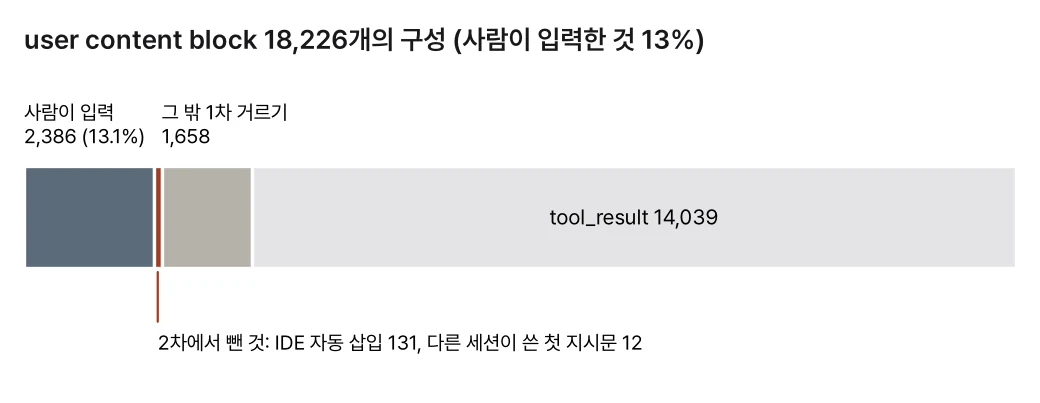 user content block 18,226개의 구성 (사람이 입력한 것 13%)
사람이 입력
2,386 (13.1%)
그 밖 1차 거르기
1,658
tool_result 14,039
2차에서 뺀 것: IDE 자동 삽입 131, 다른 세션이 쓴 첫 지시문 12